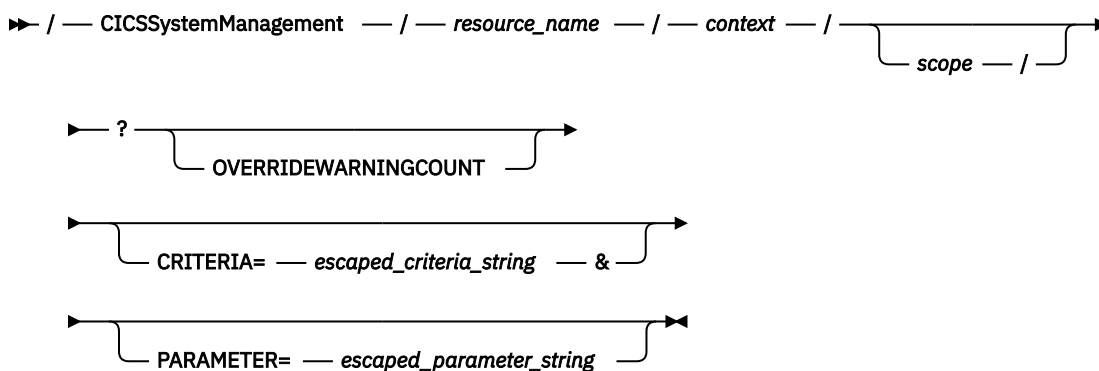 / CICSSystemManagement / resource_name / context /
scope /
?
OVERRIDEWARNINGCOUNT
CRITERIA= escaped_criteria_string &
PARAMETER= escaped_parameter_string